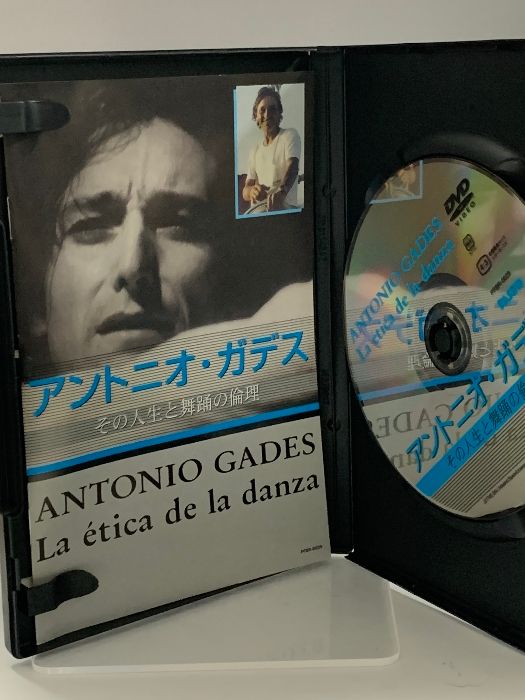 アントニオ・ガデス
その人生と舞踊の倫理
ANTONIO GADES
La ética de la danza
DVD
VIDEO
ANTONIO GADES
La ética de la danza
アントニオ・ガデ
その人生と舞踊の倫